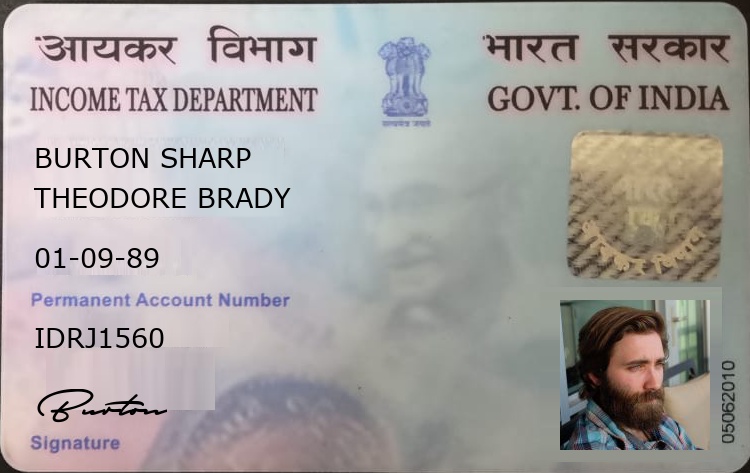 आयकर विभाग भारत सरकार
INCOME TAX DEPARTMENT GOVT. OF INDIA
सत्यमेव जयते
BURTON SHARP
THEODORE BRADY
01-09-89
Permanent Account Number
IDRJ1560
Burton
Signature
05062010